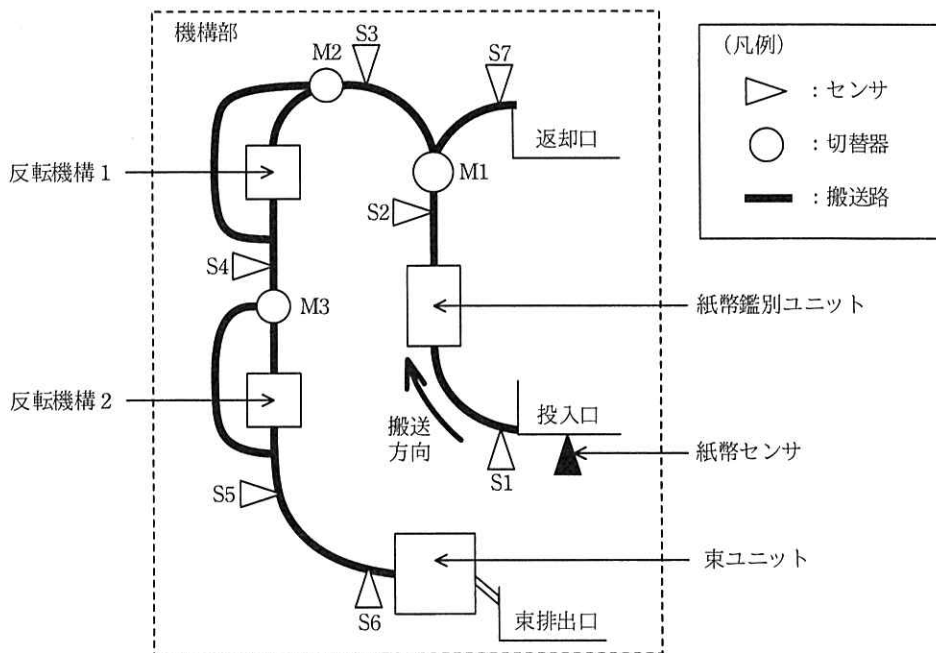 機構部
M2
S3
S7
返却口
M1
反転機構1
S2
S4
M3
紙幣鑑別ユニット
反転機構2
搬送
方向
投入口
S1
紙幣センサ
S5
束ユニット
S6
束排出口
(凡例)
：センサ
：切替器
：搬送路